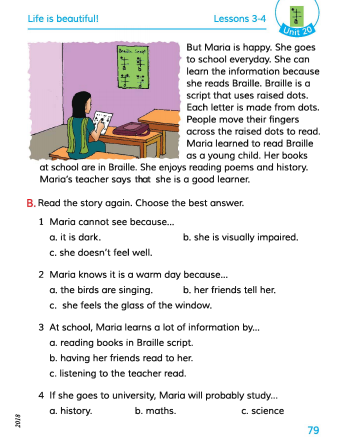 Life is beautiful!
Lessons 3-4
Unit 20
Braille Script
But Maria is happy. She goes
to school everyday. She can
learn the information because
she reads Braille. Braille is a
script that uses raised dots.
Each letter is made from dots.
People move their fingers
across the raised dots to read.
Maria learned to read Braille
as a young child. Her books
at school are in Braille. She enjoys reading poems and history.
Maria's teacher says that she is a good learner.
B. Read the story again. Choose the best answer.
1 Maria cannot see because...
a. it is dark.
b. she is visually impaired.
c. she doesn't feel well.
2 Maria knows it is a warm day because...
a. the birds are singing.
b. her friends tell her.
c. she feels the glass of the window.
3 At school, Maria learns a lot of information by...
a. reading books in Braille script.
b. having her friends read to her.
c. listening to the teacher read.
4 If she goes to university, Maria will probably study...
a. history.
b. maths.
c. science
2018
79